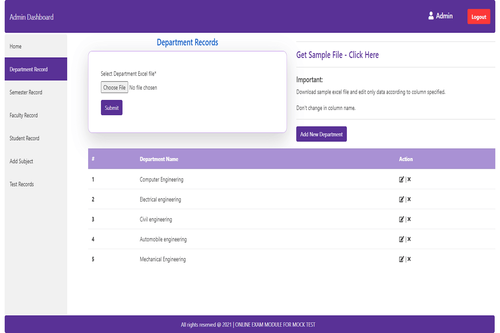 Admin Dashboard
Admin
Logout
Home
Department Record
Semester Record
Faculty Record
Student Record
Add Subject
Test Records
Department Records
Select Department Excel file*
Choose File No file chosen
Submit
Get Sample File - Click Here
Important:
Download sample excel file and edit only data according to column specified.
Don't change in column name.
Add New Department
# Department Name Action
1 Computer Engineering | x
2 Electrical engineering | x
3 Civil engineering | x
4 Automobile engineering | x
5 Mechanical Engineering | x
All rights reserved @ 2021 | ONLINE EXAM MODULE FOR MOCK TEST